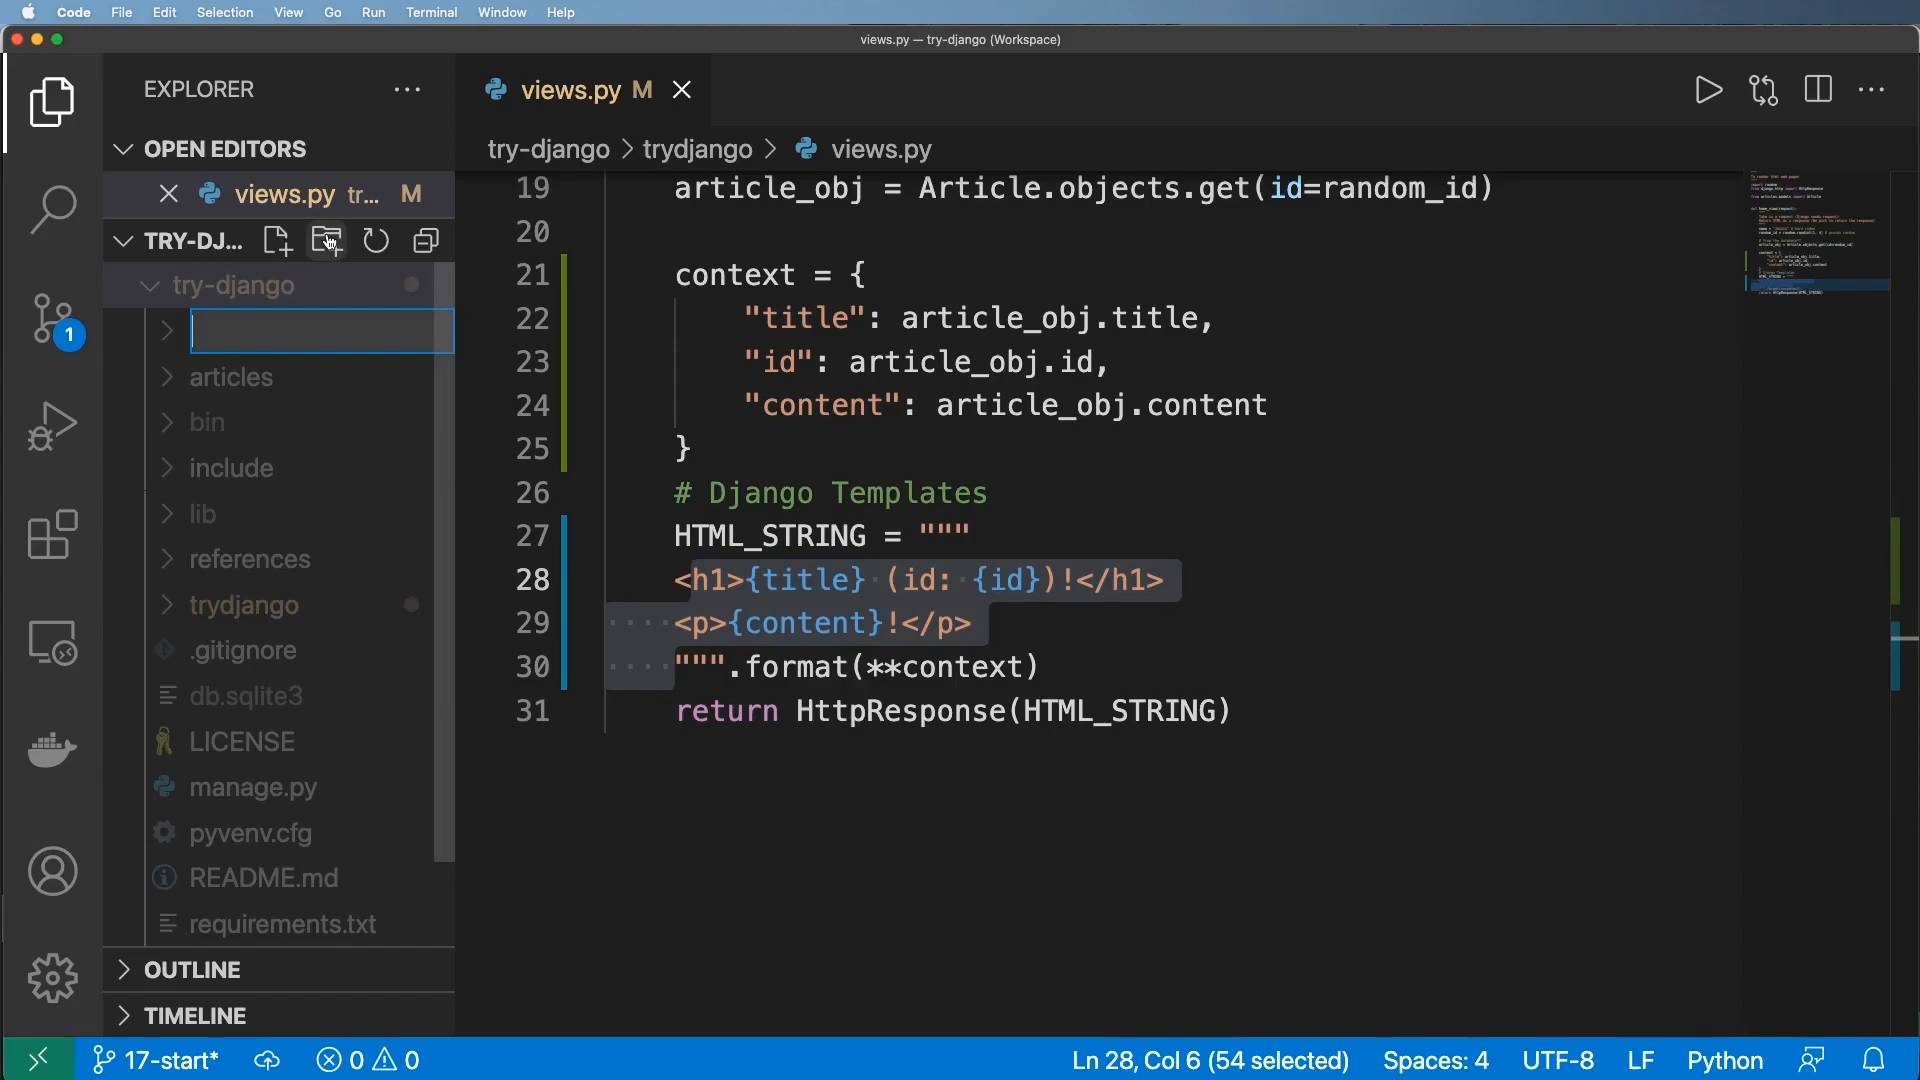 Code File Edit Selection View Go Run Terminal Window Help
views.py — try-django (Workspace)
EXPLORER
views.py M
OPEN EDITORS
try-django > trydjango > views.py
views.py tr... M
TRY-DJ...
try-django
articles
bin
include
lib
references
trydjango
.gitignore
db.sqlite3
LICENSE
manage.py
pyvenv.cfg
README.md
requirements.txt
OUTLINE
TIMELINE
1
19 article_obj = Article.objects.get(id=random_id)
20
21 context = {
22 "title": article_obj.title,
23 "id": article_obj.id,
24 "content": article_obj.content
25 }
26 # Django Templates
27 HTML_STRING = """
28 <h1>{title} (id: {id})!</h1>
29 <p>{content}!</p>
30 """.format(**context)
31 return HttpResponse(HTML_STRING)
17-start* 0 0 Ln 28, Col 6 (54 selected) Spaces: 4 UTF-8 LF Python